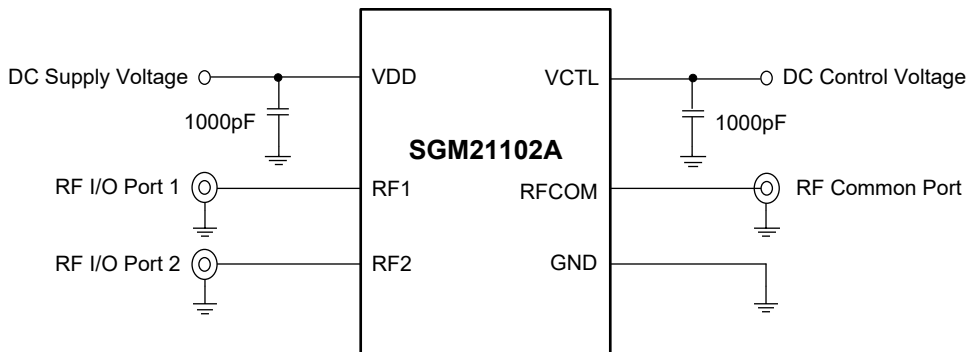 DC Supply Voltage
VDD
VCTL
DC Control Voltage
1000pF
1000pF
SGM21102A
RF I/O Port 1
RF1
RFCOM
RF Common Port
RF I/O Port 2
RF2
GND